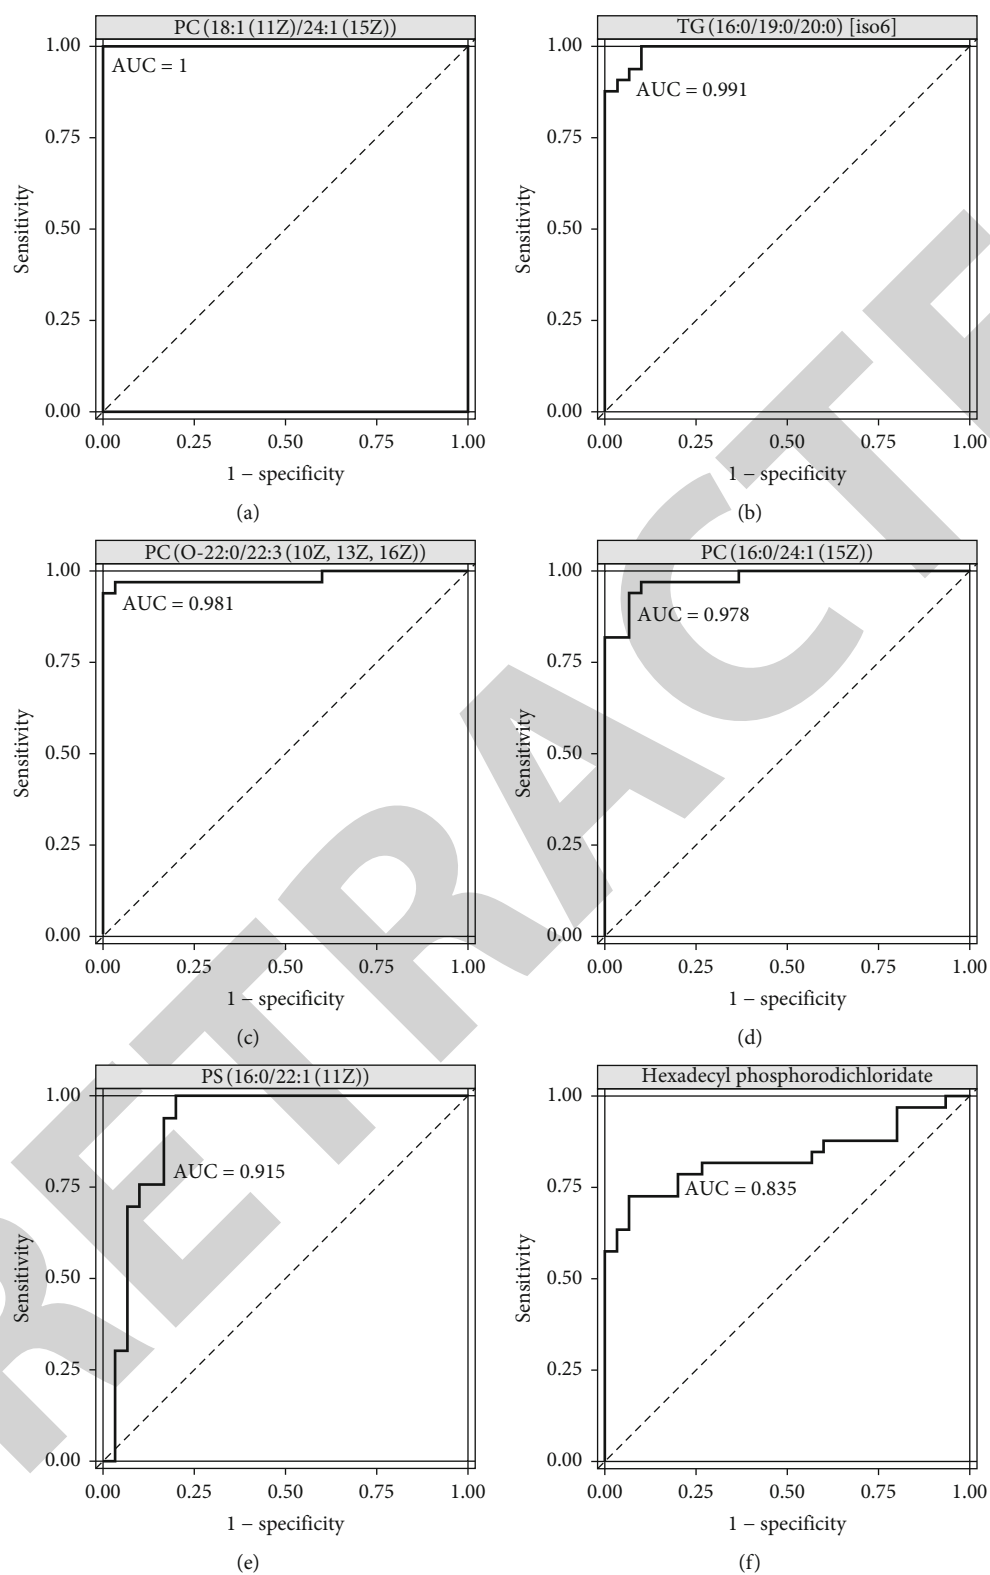 PC (18:1 (11Z)/24:1 (15Z))
1.00
AUC = 1
0.75
Sensitivity
0.50
0.25
0.00
0.00 0.25 0.50 0.75 1.00
1 − specificity
(a)
TG (16:0/19:0/20:0) [iso6]
1.00
AUC = 0.991
0.75
Sensitivity
0.50
0.25
0.00
0.00 0.25 0.50 0.75 1.00
1 − specificity
(b)
PC (O-22:0/22:3 (10Z, 13Z, 16Z))
1.00
AUC = 0.981
0.75
Sensitivity
0.50
0.25
0.00
0.00 0.25 0.50 0.75 1.00
1 − specificity
(c)
PC (16:0/24:1 (15Z))
1.00
AUC = 0.978
0.75
Sensitivity
0.50
0.25
0.00
0.00 0.25 0.50 0.75 1.00
1 − specificity
(d)
PS (16:0/22:1 (11Z))
1.00
AUC = 0.915
0.75
Sensitivity
0.50
0.25
0.00
0.00 0.25 0.50 0.75 1.00
1 − specificity
(e)
Hexadecyl phosphorodichloridate
1.00
AUC = 0.835
0.75
Sensitivity
0.50
0.25
0.00
0.00 0.25 0.50 0.75 1.00
1 − specificity
(f)
RETRACTE